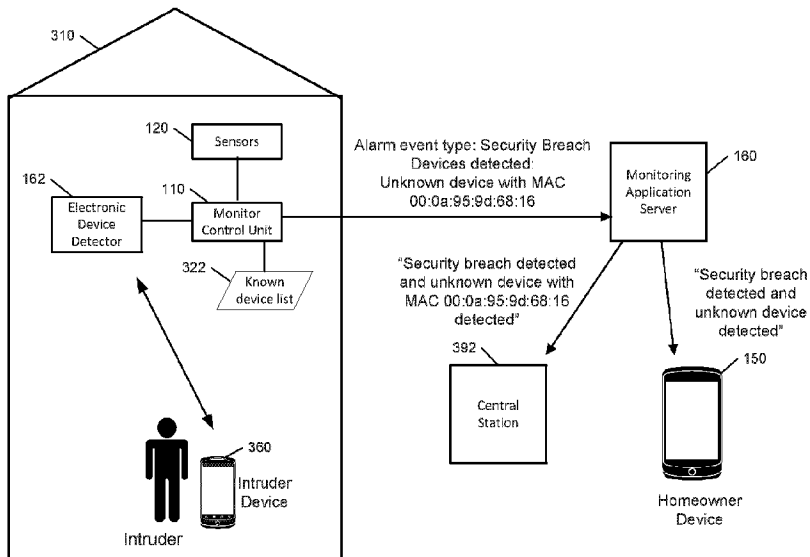 310
120
Sensors
162
110
Electronic
Device
Detector
Monitor
Control Unit
322
Known
device list
Alarm event type: Security Breach
Devices detected:
Unknown device with MAC
00:0a:95:9d:68:16
160
Monitoring
Application
Server
“Security breach detected
and unknown device with
MAC 00:0a:95:9d:68:16
detected”
“Security breach
detected and
unknown device
detected”
392
Central
Station
150
Homeowner
Device
360
Intruder
Device
Intruder